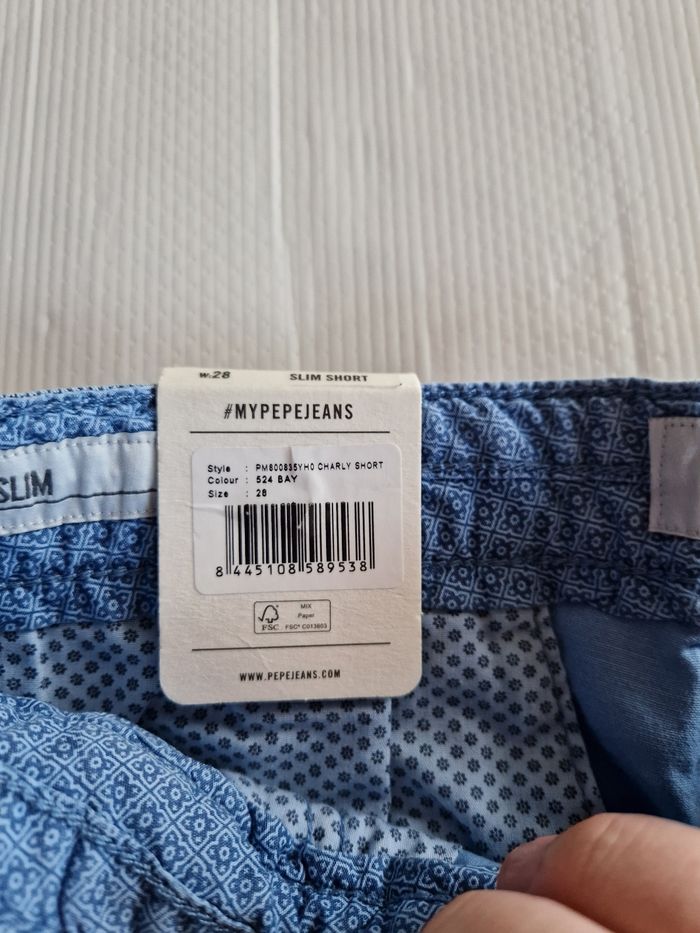 w.28 SLIM SHORT
#MYPEPEJEANS
Style : PM800835YH0 CHARLY SHORT
Colour : 524 BAY
Size : 28
8 445108 589538
FSC
MIX
Paper
FSC® C013803
WWW.PEPEJEANS.COM
SLIM